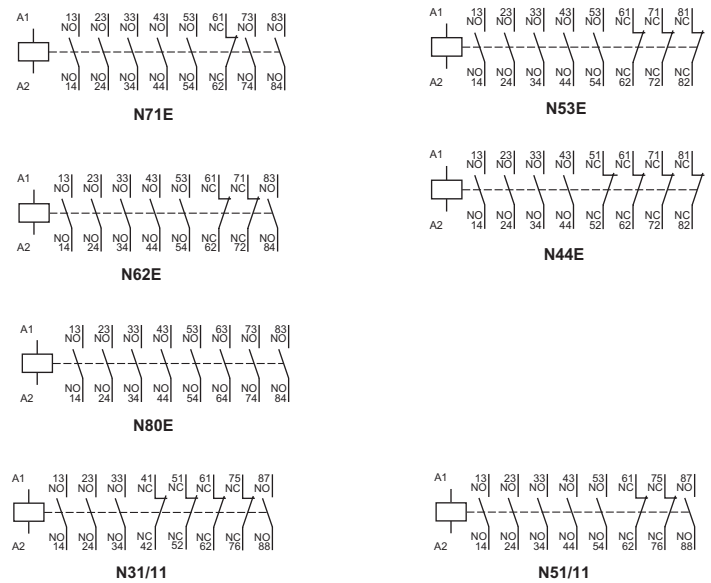 A1 13 23 33 43 53 61 73 83
NO NO NO NO NO NC NO NO
NO NO NO NO NO NC NO NO
A2 14 24 34 44 54 62 74 84
N71E
A1 13 23 33 43 53 61 71 81
NO NO NO NO NO NC NC NC
NO NO NO NO NO NC NC NC
A2 14 24 34 44 54 62 72 82
N53E
A1 13 23 33 43 53 61 71 83
NO NO NO NO NO NC NC NO
NO NO NO NO NO NC NC NO
A2 14 24 34 44 54 62 72 84
N62E
A1 13 23 33 43 51 61 71 81
NO NO NO NO NC NC NC NC
NO NO NO NO NC NC NC NC
A2 14 24 34 44 52 62 72 82
N44E
A1 13 23 33 43 53 63 73 83
NO NO NO NO NO NO NO NO
NO NO NO NO NO NO NO NO
A2 14 24 34 44 54 64 74 84
N80E
A1 13 23 33 41 51 61 75 87
NO NO NO NC NC NC NC NO
NO NO NO NC NC NC NC NO
A2 14 24 34 42 52 62 76 88
N31/11
A1 13 23 33 43 53 61 75 87
NO NO NO NO NO NC NC NO
NO NO NO NO NO NC NC NO
A2 14 24 34 44 54 62 76 88
N51/11